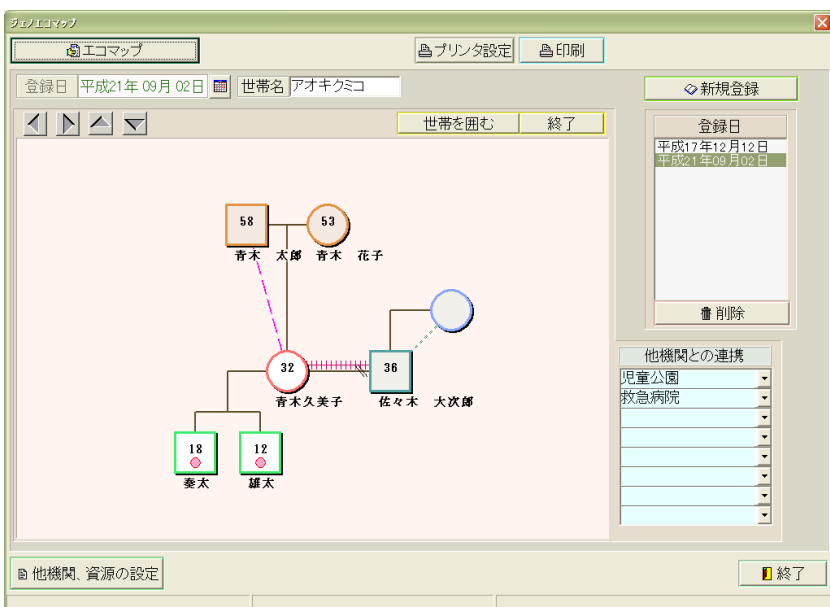 ジェノエコマップ
エコマップ
プリンタ設定
印刷
登録日 平成21年 09月 02日
世帯名 アオキクミコ
新規登録
世帯を囲む
終了
登録日
平成17年12月12日
平成21年09月02日
削除
58
53
青木 太郎
青木 花子
32
36
青木久美子
佐々木 大次郎
18
12
奏太
雄太
他機関との連携
児童公園
救急病院
他機関、資源の設定
終了